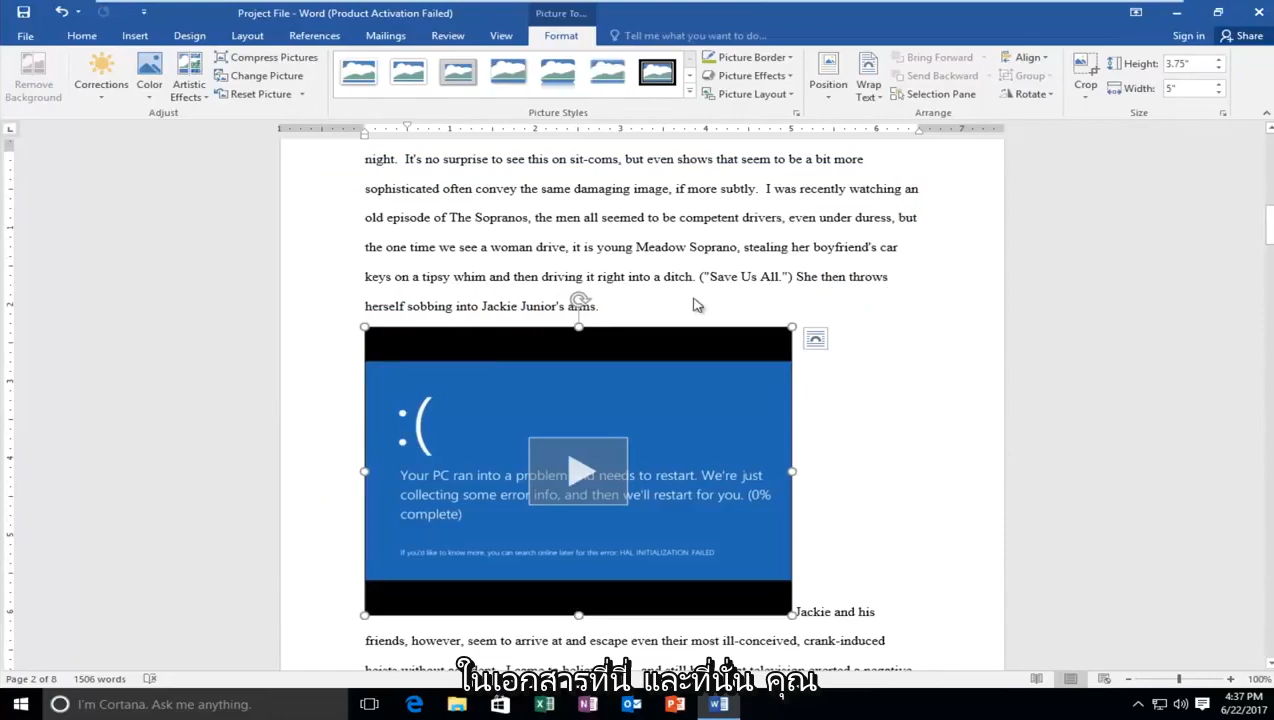 Project File - Word (Product Activation Failed)
Picture To...
File
Home
Insert
Design
Layout
References
Mailings
Review
View
Format
Tell me what you want to do...
Sign in
Share
Remove Background
Corrections
Color
Artistic Effects
Compress Pictures
Change Picture
Reset Picture
Adjust
Picture Styles
Picture Border
Picture Effects
Picture Layout
Position
Wrap Text
Bring Forward
Send Backward
Selection Pane
Align
Group
Rotate
Arrange
Crop
Height: 3.75"
Width: 5"
Size
1 1 2 3 4 5 6 7
night. It's no surprise to see this on sit-coms, but even shows that seem to be a bit more
sophisticated often convey the same damaging image, if more subtly. I was recently watching an
old episode of The Sopranos, the men all seemed to be competent drivers, even under duress, but
the one time we see a woman drive, it is young Meadow Soprano, stealing her boyfriend's car
keys on a tipsy whim and then driving it right into a ditch. ("Save Us All.") She then throws
herself sobbing into Jackie Junior's arms.
:(
Your PC ran into a problem and needs to restart. We're just
collecting some error info, and then we'll restart for you. (0%
complete)
If you'd like to know more, you can search online later for this error: HAL INITIALIZATION FAILED
Jackie and his
friends, however, seem to arrive at and escape even their most ill-conceived, crank-induced
ในเอกสารที่นี่ และที่นั่น คุณ
Page 2 of 8
1506 words
100%
I'm Cortana. Ask me anything.
4:37 PM
6/22/2017